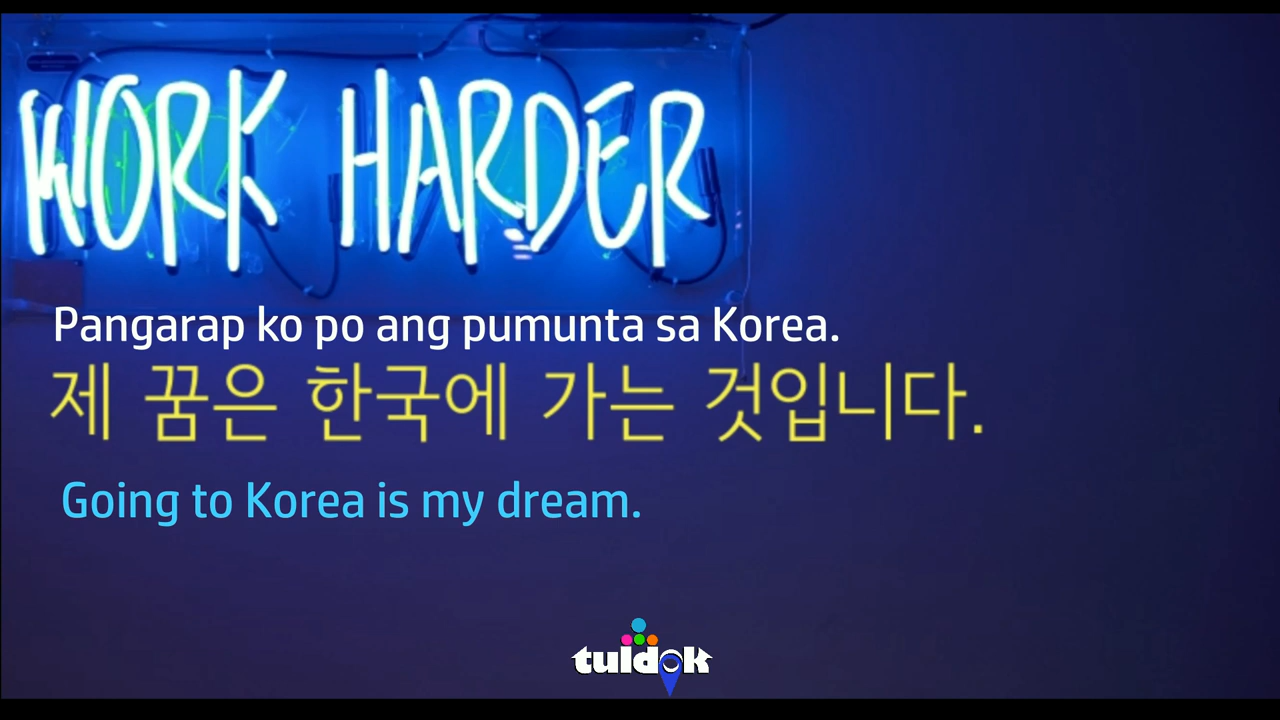 WORK HARDER
Pangarap ko po ang pumunta sa Korea.
제 꿈은 한국에 가는 것입니다.
Going to Korea is my dream.
tuldok